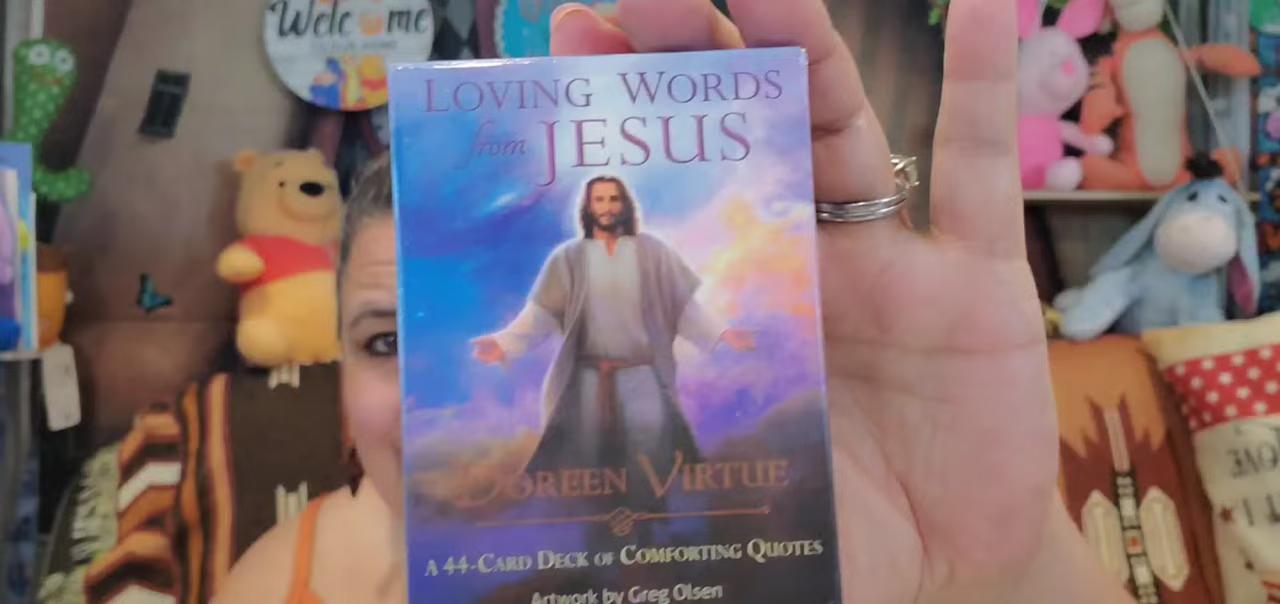 Welcome
LOVING WORDS
from JESUS
DOREEN VIRTUE
A 44-CARD DECK OF COMFORTING QUOTES
Artwork by Greg Olsen